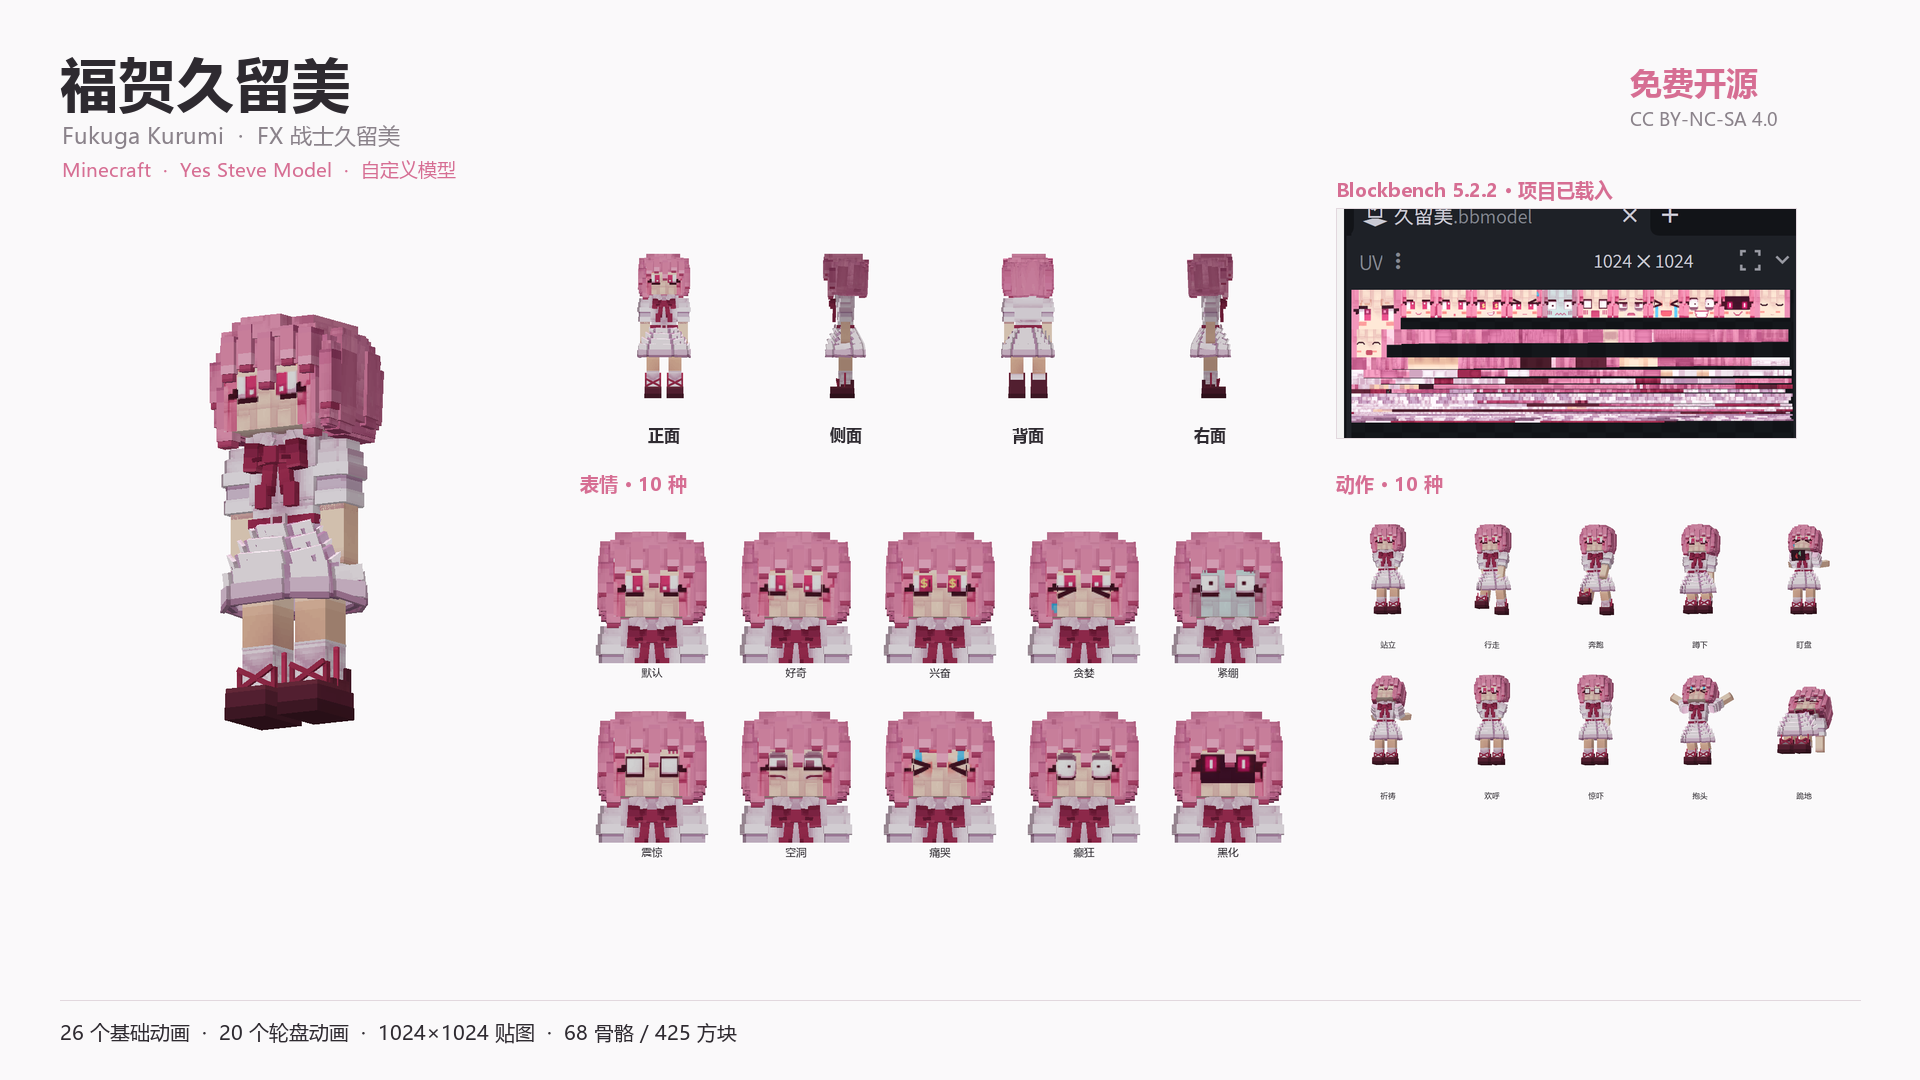 福贺久留美
Fukuga Kurumi · FX 战士久留美
Minecraft · Yes Steve Model · 自定义模型
免费开源
CC BY-NC-SA 4.0
Blockbench 5.2.2 • 项目已载入
久留美.bbmodel
UV
1024×1024
正面
侧面
背面
右面
表情 • 10 种
默认
好奇
兴奋
贪婪
紧绷
震惊
空洞
痛哭
癫狂
黑化
动作 • 10 种
站立
行走
奔跑
蹲下
盯盘
祈祷
欢呼
惊吓
抱头
跪地
26 个基础动画 · 20 个轮盘动画 · 1024×1024 贴图 · 68 骨骼 / 425 方块